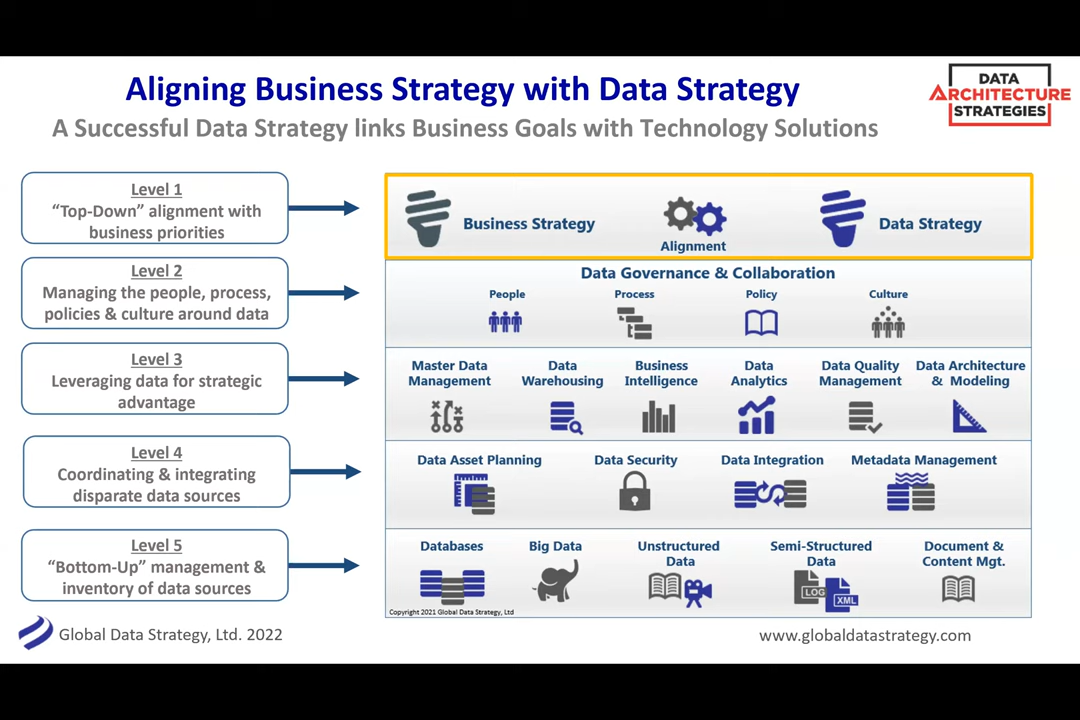 Aligning Business Strategy with Data Strategy
A Successful Data Strategy links Business Goals with Technology Solutions
DATA
ARCHITECTURE
STRATEGIES
Level 1
“Top-Down” alignment with
business priorities
Business Strategy
Alignment
Data Strategy
Level 2
Managing the people, process,
policies & culture around data
Data Governance & Collaboration
People
Process
Policy
Culture
Level 3
Leveraging data for strategic
advantage
Master Data
Management
Data
Warehousing
Business
Intelligence
Data
Analytics
Data Quality
Management
Data Architecture
& Modeling
Level 4
Coordinating & integrating
disparate data sources
Data Asset Planning
Data Security
Data Integration
Metadata Management
Level 5
“Bottom-Up” management &
inventory of data sources
Databases
Big Data
Unstructured
Data
Semi-Structured
Data
LOG
XML
Document &
Content Mgt.
Copyright 2021 Global Data Strategy, Ltd
Global Data Strategy, Ltd. 2022
www.globaldatastrategy.com